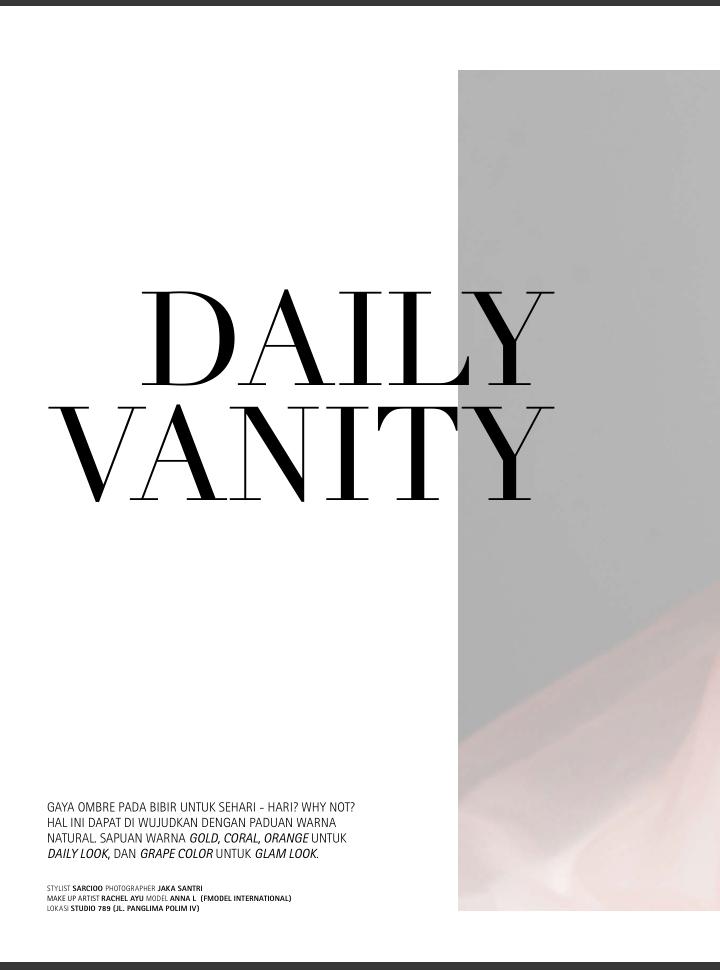 DAILY
VANITY
GAYA OMBRE PADA BIBIR UNTUK SEHARI - HARI? WHY NOT?
HAL INI DAPAT DI WUJUDKAN DENGAN PADUAN WARNA
NATURAL. SAPUAN WARNA GOLD, CORAL, ORANGE UNTUK
DAILY LOOK, DAN GRAPE COLOR UNTUK GLAM LOOK.
STYLIST SARCIOO PHOTOGRAPHER JAKA SANTRI
MAKE UP ARTIST RACHEL AYU MODEL ANNA L (FMODEL INTERNATIONAL)
LOKASI STUDIO 789 (JL. PANGLIMA POLIM IV)